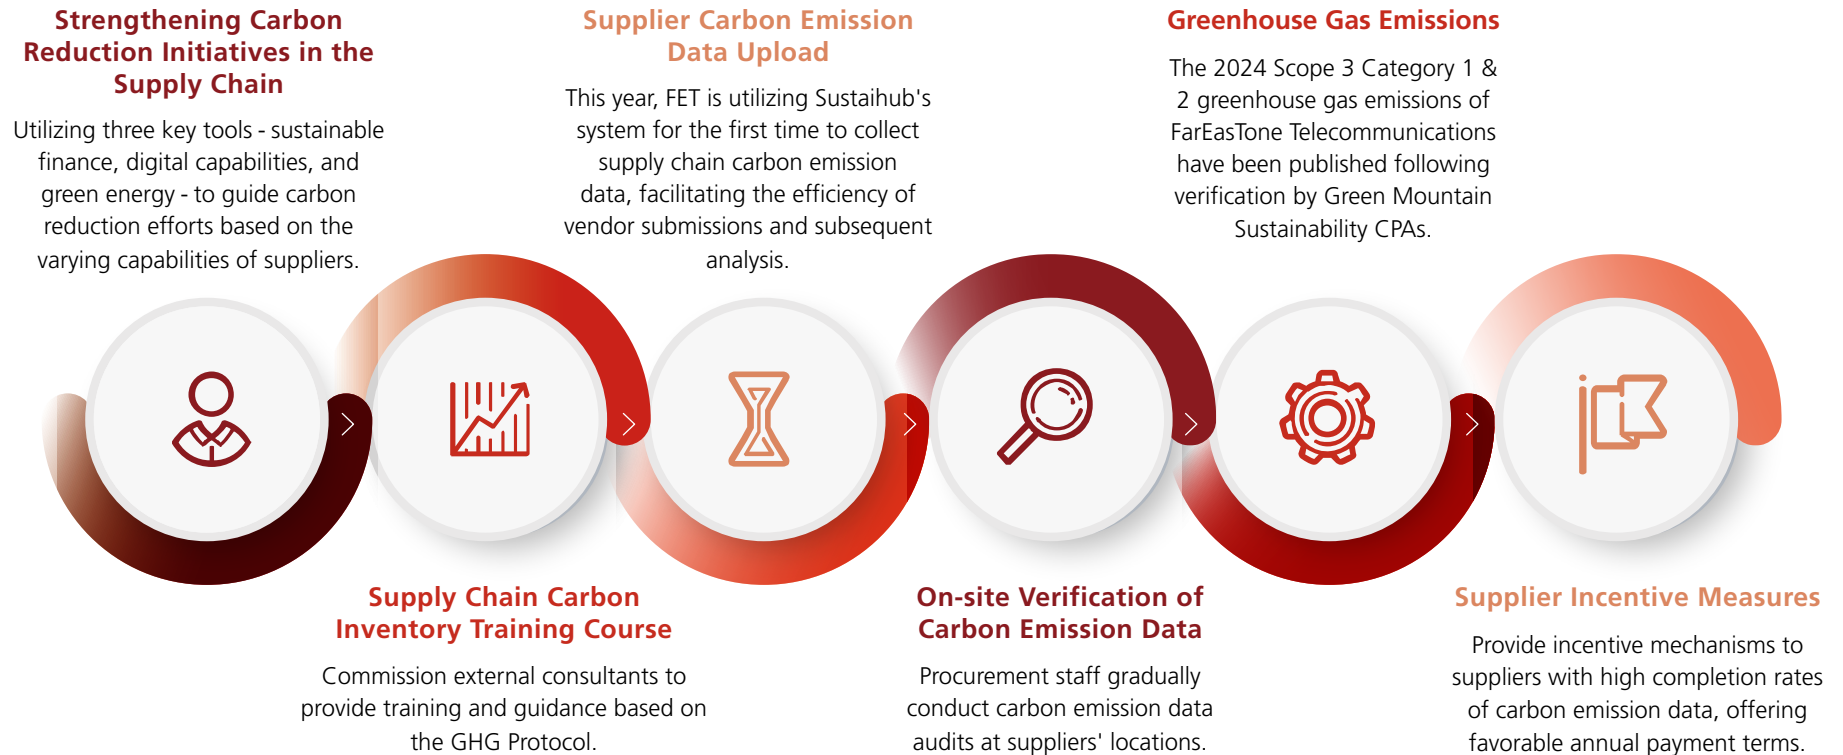 Strengthening Carbon
Reduction Initiatives in the
Supply Chain
Utilizing three key tools - sustainable
finance, digital capabilities, and
green energy - to guide carbon
reduction efforts based on the
varying capabilities of suppliers.
Supply Chain Carbon
Inventory Training Course
Commission external consultants to
provide training and guidance based on
the GHG Protocol.
Supplier Carbon Emission
Data Upload
This year, FET is utilizing Sustaihub's
system for the first time to collect
supply chain carbon emission
data, facilitating the efficiency of
vendor submissions and subsequent
analysis.
On-site Verification of
Carbon Emission Data
Procurement staff gradually
conduct carbon emission data
audits at suppliers' locations.
Greenhouse Gas Emissions
The 2024 Scope 3 Category 1 &
2 greenhouse gas emissions of
FarEasTone Telecommunications
have been published following
verification by Green Mountain
Sustainability CPAs.
Supplier Incentive Measures
Provide incentive mechanisms to
suppliers with high completion rates
of carbon emission data, offering
favorable annual payment terms.